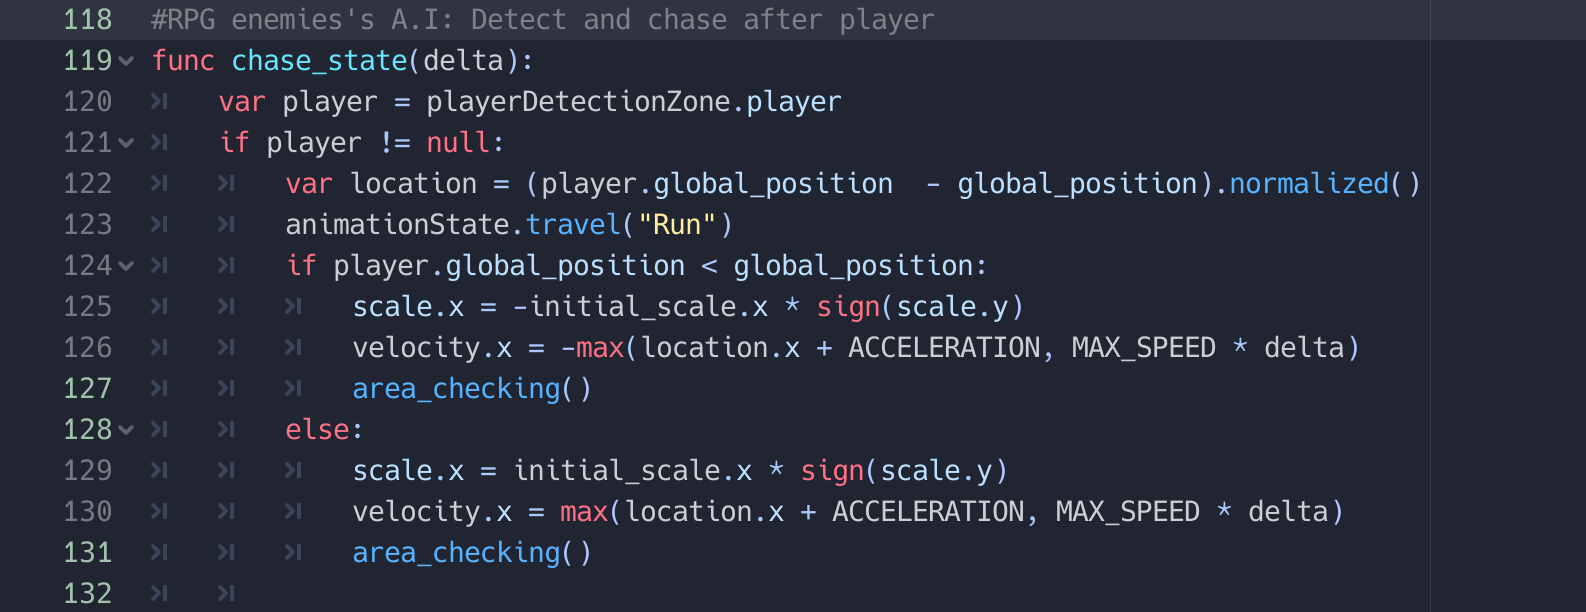 118 #RPG enemies's A.I: Detect and chase after player
119 func chase_state(delta):
120 var player = playerDetectionZone.player
121 if player != null:
122 var location = (player.global_position  - global_position).normalized()
123 animationState.travel("Run")
124 if player.global_position < global_position:
125 scale.x = -initial_scale.x * sign(scale.y)
126 velocity.x = -max(location.x + ACCELERATION, MAX_SPEED * delta)
127 area_checking()
128 else:
129 scale.x = initial_scale.x * sign(scale.y)
130 velocity.x = max(location.x + ACCELERATION, MAX_SPEED * delta)
131 area_checking()
132